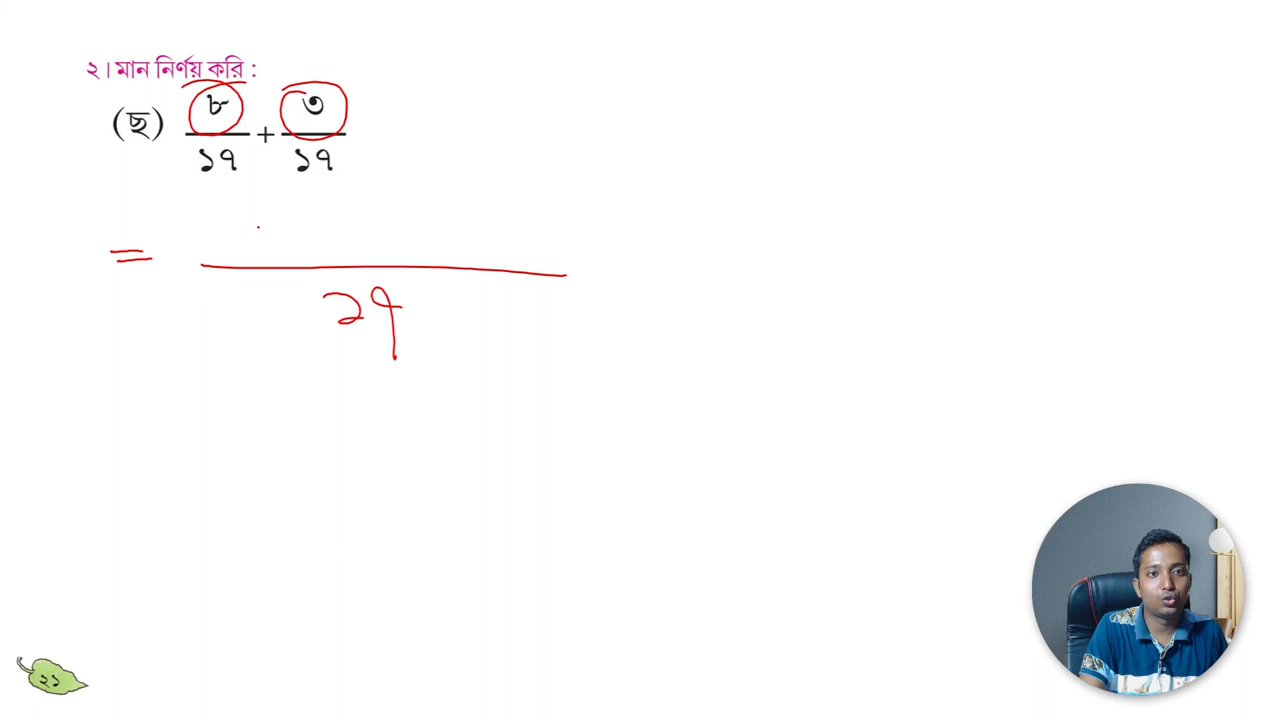 ২। মান নির্ণয় করি :
(ছ) ৮/১৭ + ৩/১৭
= /১৭
২১